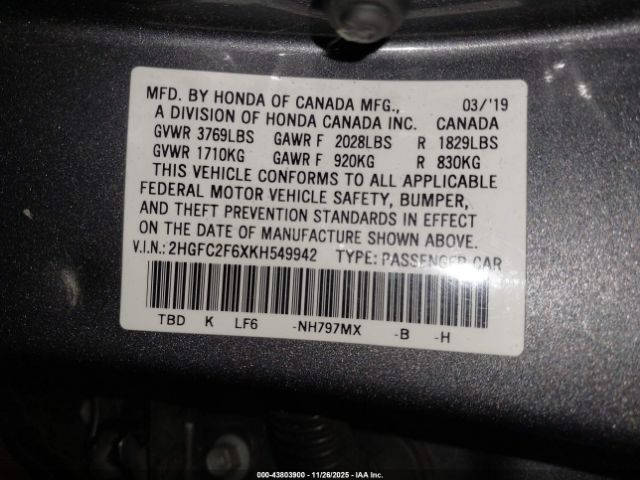 MFD. BY HONDA OF CANADA MFG., 03/'19
A DIVISION OF HONDA CANADA INC. CANADA
GVWR 3769LBS GAWR F 2028LBS R 1829LBS
GVWR 1710KG GAWR F 920KG R 830KG
THIS VEHICLE CONFORMS TO ALL APPLICABLE
FEDERAL MOTOR VEHICLE SAFETY, BUMPER,
AND THEFT PREVENTION STANDARDS IN EFFECT
ON THE DATE OF MANUFACTURE SHOWN ABOVE.
V.I.N.: 2HGFC2F6XKH549942 TYPE: PASSENGER CAR
TBD K LF6 -NH797MX -B -H
000-43803900 - 11/26/2025 - IAA Inc.